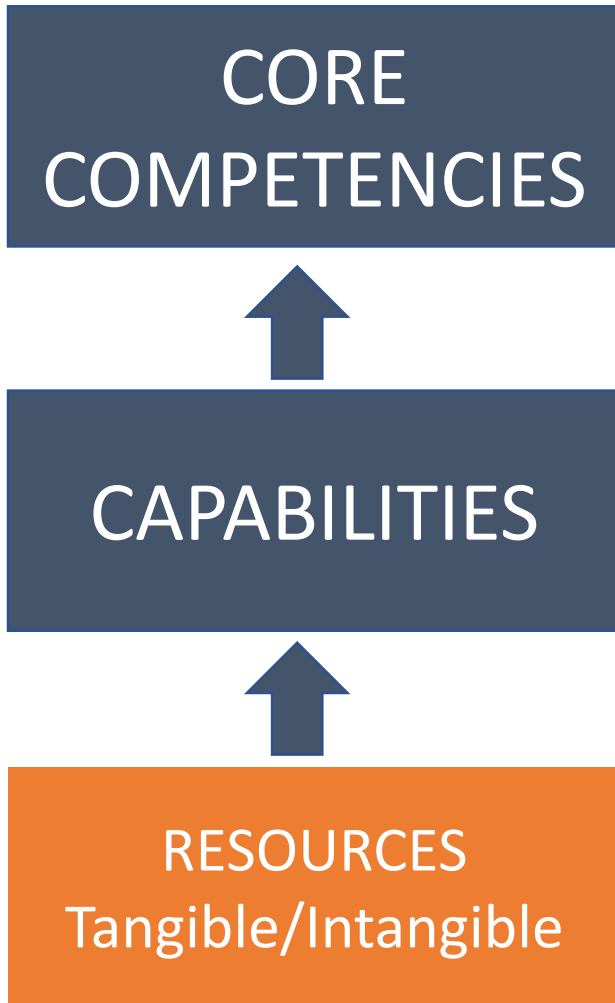 CORE
COMPETENCIES
CAPABILITIES
RESOURCES
Tangible/Intangible